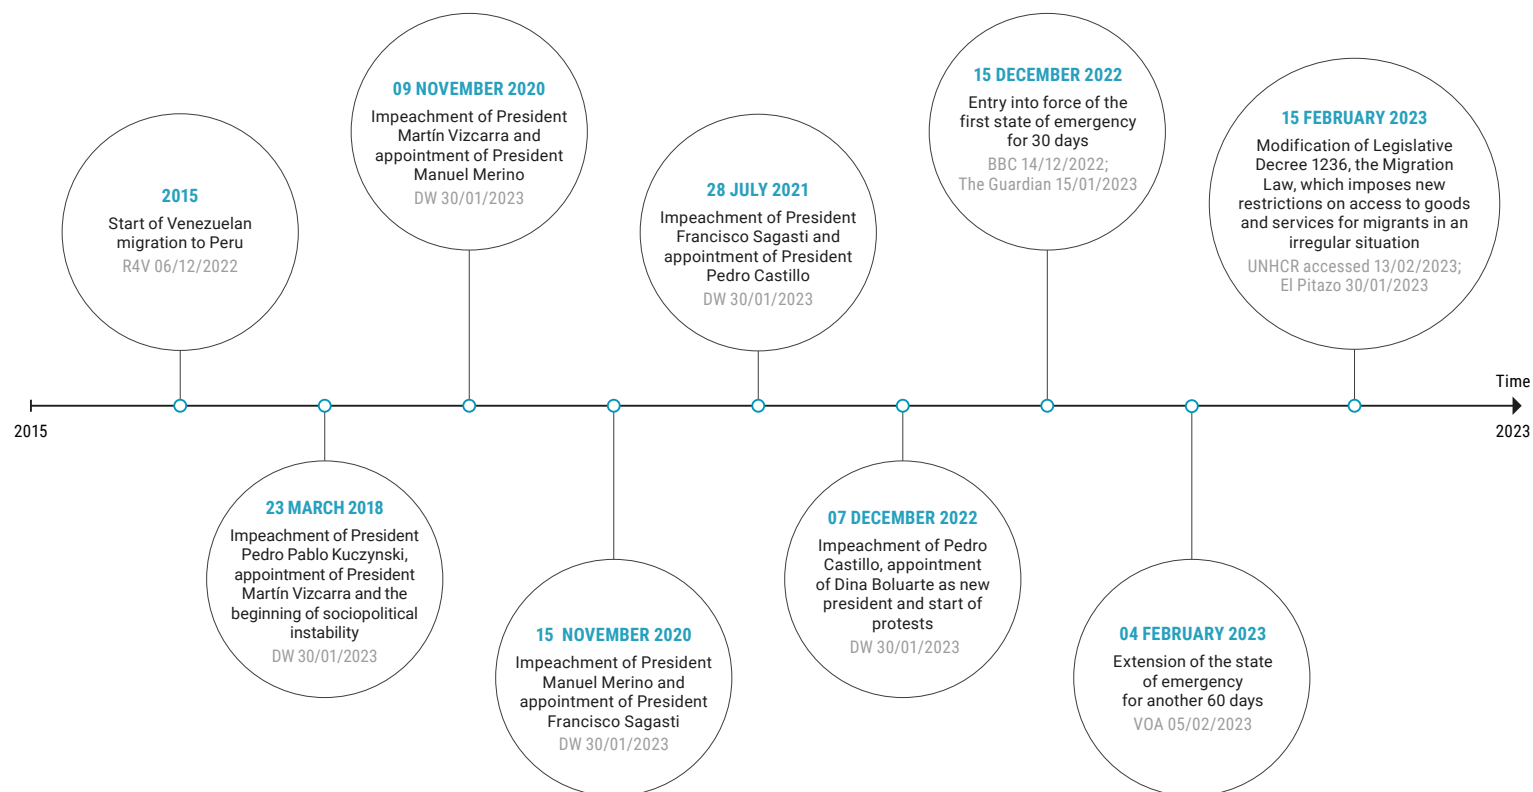 2015
Start of Venezuelan
migration to Peru
R4V 06/12/2022
23 MARCH 2018
Impeachment of President
Pedro Pablo Kuczynski,
appointment of President
Martín Vizcarra and the
beginning of sociopolitical
instability
DW 30/01/2023
09 NOVEMBER 2020
Impeachment of President
Martín Vizcarra and
appointment of President
Manuel Merino
DW 30/01/2023
15 NOVEMBER 2020
Impeachment of President
Manuel Merino and
appointment of President
Francisco Sagasti
DW 30/01/2023
28 JULY 2021
Impeachment of President
Francisco Sagasti and
appointment of President
Pedro Castillo
DW 30/01/2023
07 DECEMBER 2022
Impeachment of Pedro
Castillo, appointment
of Dina Boluarte as new
president and start of
protests
DW 30/01/2023
15 DECEMBER 2022
Entry into force of the
first state of emergency
for 30 days
BBC 14/12/2022;
The Guardian 15/01/2023
04 FEBRUARY 2023
Extension of the state
of emergency
for another 60 days
VOA 05/02/2023
15 FEBRUARY 2023
Modification of Legislative
Decree 1236, the Migration
Law, which imposes new
restrictions on access to goods
and services for migrants in an
irregular situation
UNHCR accessed 13/02/2023;
El Pitazo 30/01/2023
Time
2015
2023